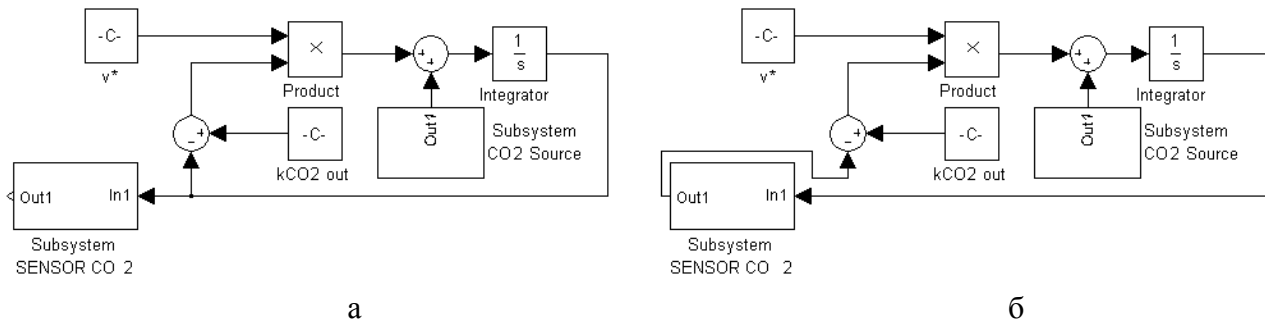 -C-
v*
×
Product
+
+
1
s
Integrator
+
-
-C-
kCO2 out
Out1
Subsystem
CO2 Source
Out1
In1
Subsystem
SENSOR CO 2
а
-C-
v*
×
Product
+
+
1
s
Integrator
+
-
-C-
kCO2 out
Out1
Subsystem
CO2 Source
Out1
In1
Subsystem
SENSOR CO 2
б